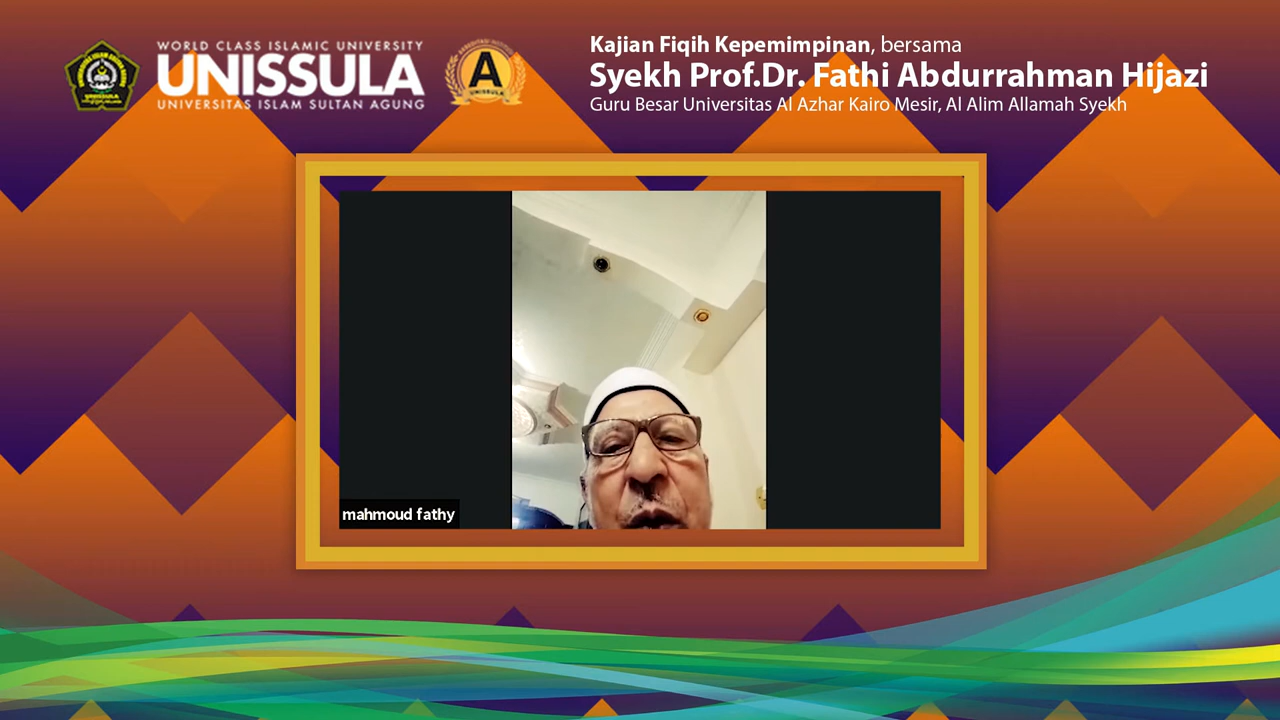 WORLD CLASS ISLAMIC UNIVERSITY
UNISSULA
UNIVERSITAS ISLAM SULTAN AGUNG
A
UNISSULA
Kajian Fiqih Kepemimpinan, bersama
Syekh Prof.Dr. Fathi Abdurrahman Hijazi
Guru Besar Universitas Al Azhar Kairo Mesir, Al Alim Allamah Syekh
mahmoud fathy